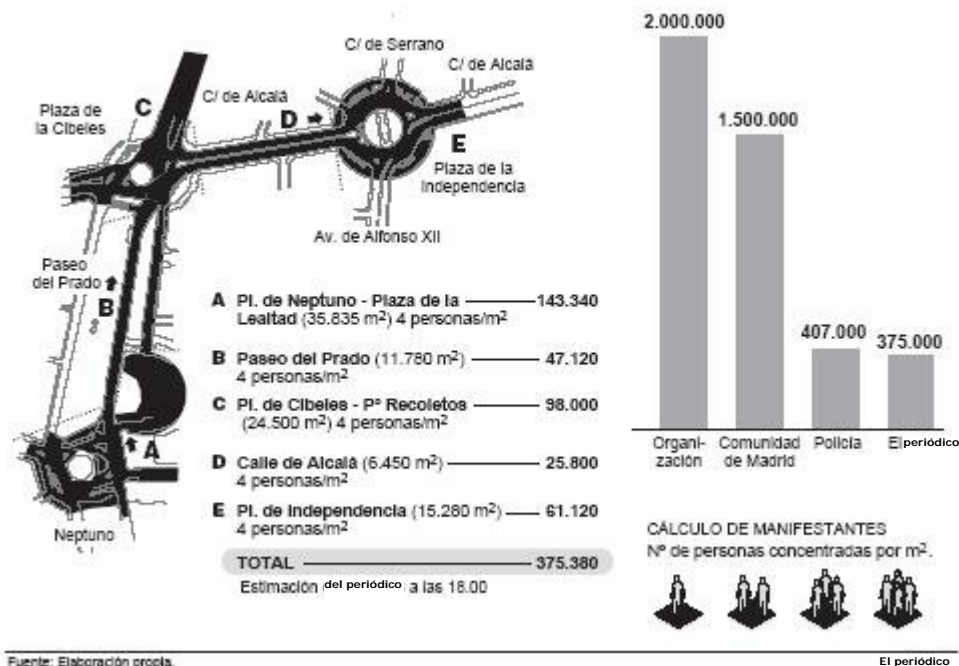 C/ de Serrano
C/ de Alcalá
Plaza de
la Cibeles
C
C/ de Alcalá
D
E
Plaza de la
Independencia
Av. de Alfonso XII
Paseo
del Prado
B
A
Neptuno
A Pl. de Neptuno - Plaza de la 143.340
Lealtad (35.835 m²) 4 personas/m²
B Paseo del Prado (11.780 m²) 47.120
4 personas/m²
C Pl. de Cibeles - Pº Recoletos 98.000
(24.500 m²) 4 personas/m²
D Calle de Alcalá (6.450 m²) 25.800
4 personas/m²
E Pl. de Independencia (15.280 m²) 61.120
4 personas/m²
TOTAL 375.380
Estimación del periódico a las 18.00
2.000.000
1.500.000
407.000
375.000
Organi-
zación
Comunidad
de Madrid
Policía
El periódico
CÁLCULO DE MANIFESTANTES
Nº de personas concentradas por m².
Fuente: Elaboración propia.
El periódico